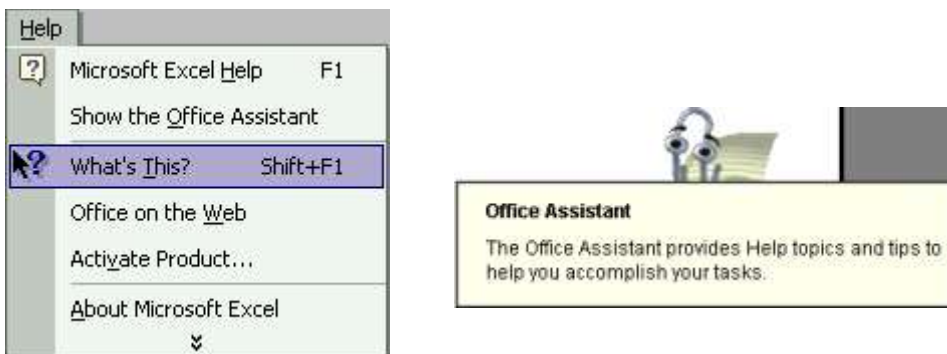 Help
Microsoft Excel Help F1
Show the Office Assistant
What's This? Shift+F1
Office on the Web
Activate Product...
About Microsoft Excel
Office Assistant
The Office Assistant provides Help topics and tips to
help you accomplish your tasks.